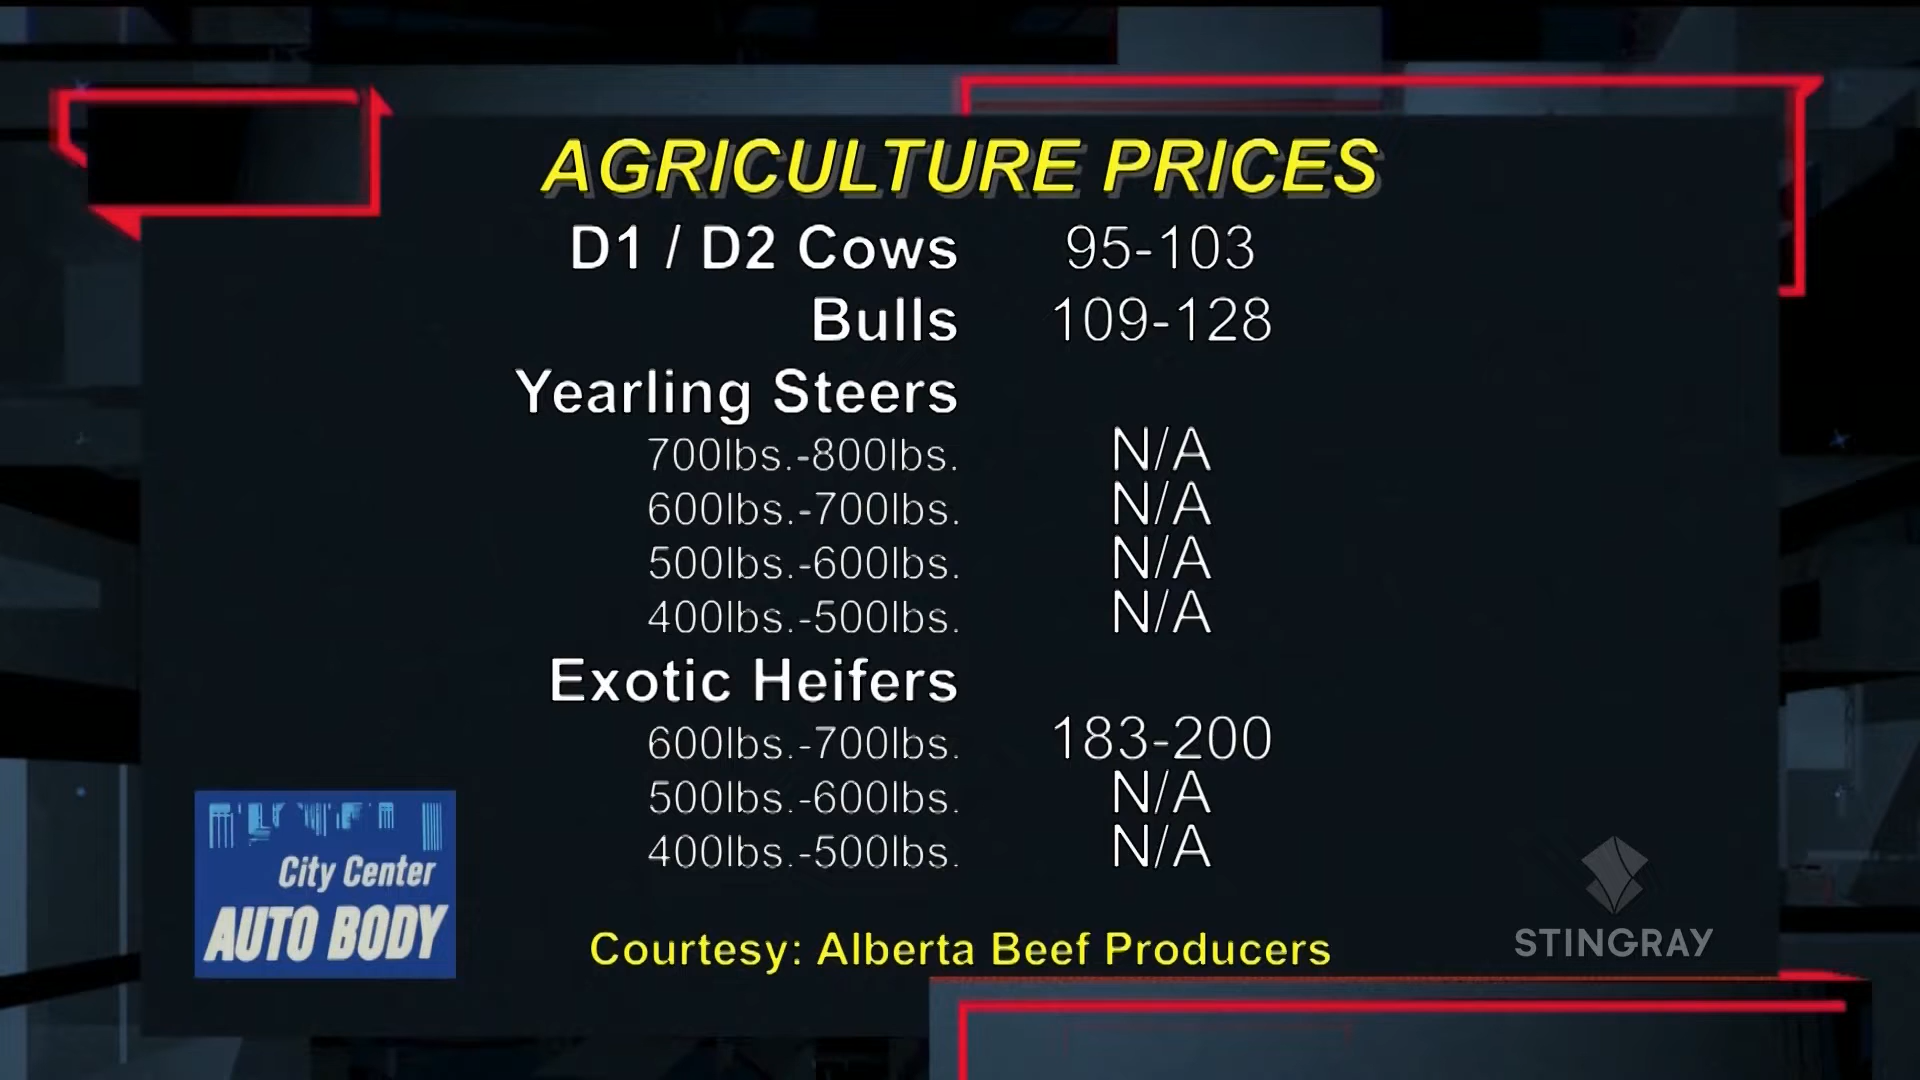 AGRICULTURE PRICES
D1 / D2 Cows 95-103
Bulls 109-128
Yearling Steers
700lbs.-800lbs. N/A
600lbs.-700lbs. N/A
500lbs.-600lbs. N/A
400lbs.-500lbs. N/A
Exotic Heifers
600lbs.-700lbs. 183-200
500lbs.-600lbs. N/A
400lbs.-500lbs. N/A
City Center
AUTO BODY
Courtesy: Alberta Beef Producers
STINGRAY